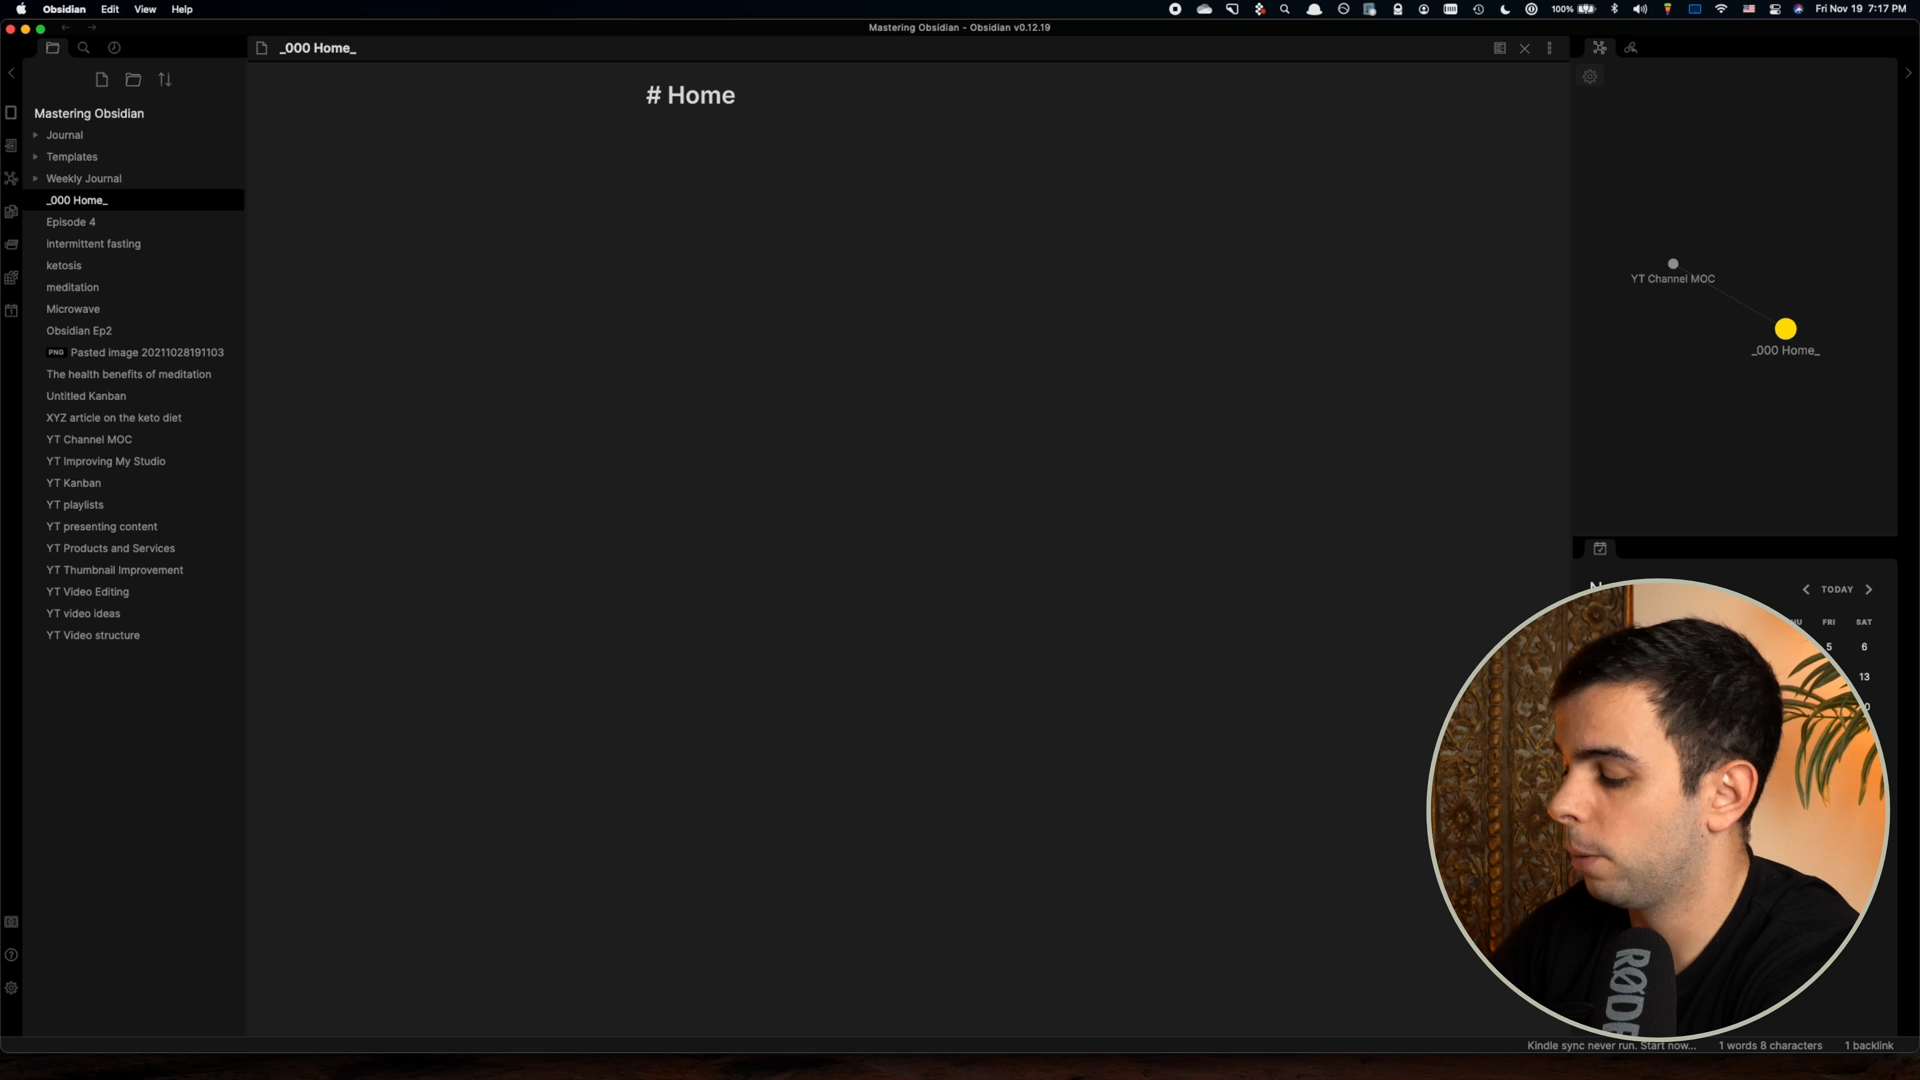 Obsidian Edit View Help
100% Fri Nov 19 7:17 PM
Mastering Obsidian - Obsidian v0.12.19
_000 Home_
# Home
Mastering Obsidian
Journal
Templates
Weekly Journal
_000 Home_
Episode 4
intermittent fasting
ketosis
meditation
Microwave
Obsidian Ep2
PNG Pasted image 20211028191103
The health benefits of meditation
Untitled Kanban
XYZ article on the keto diet
YT Channel MOC
YT Improving My Studio
YT Kanban
YT playlists
YT presenting content
YT Products and Services
YT Thumbnail Improvement
YT Video Editing
YT video ideas
YT Video structure
YT Channel MOC
_000 Home_
TODAY
FRI SAT
5 6
13
RØDE
Kindle sync never run. Start now... 1 words 8 characters 1 backlink